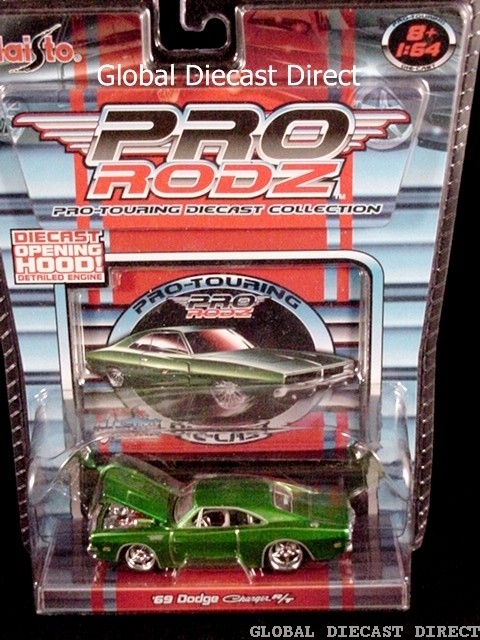 Maisto.
8+
1:64
Global Diecast Direct
PRO
RODZ™
PRO-TOURING DIECAST COLLECTION
DIECAST
OPENING
HOOD!
DETAILED ENGINE
PRO-TOURING
PRO
RODZ
'69 Dodge Charger R/T
GLOBAL DIECAST DIRECT